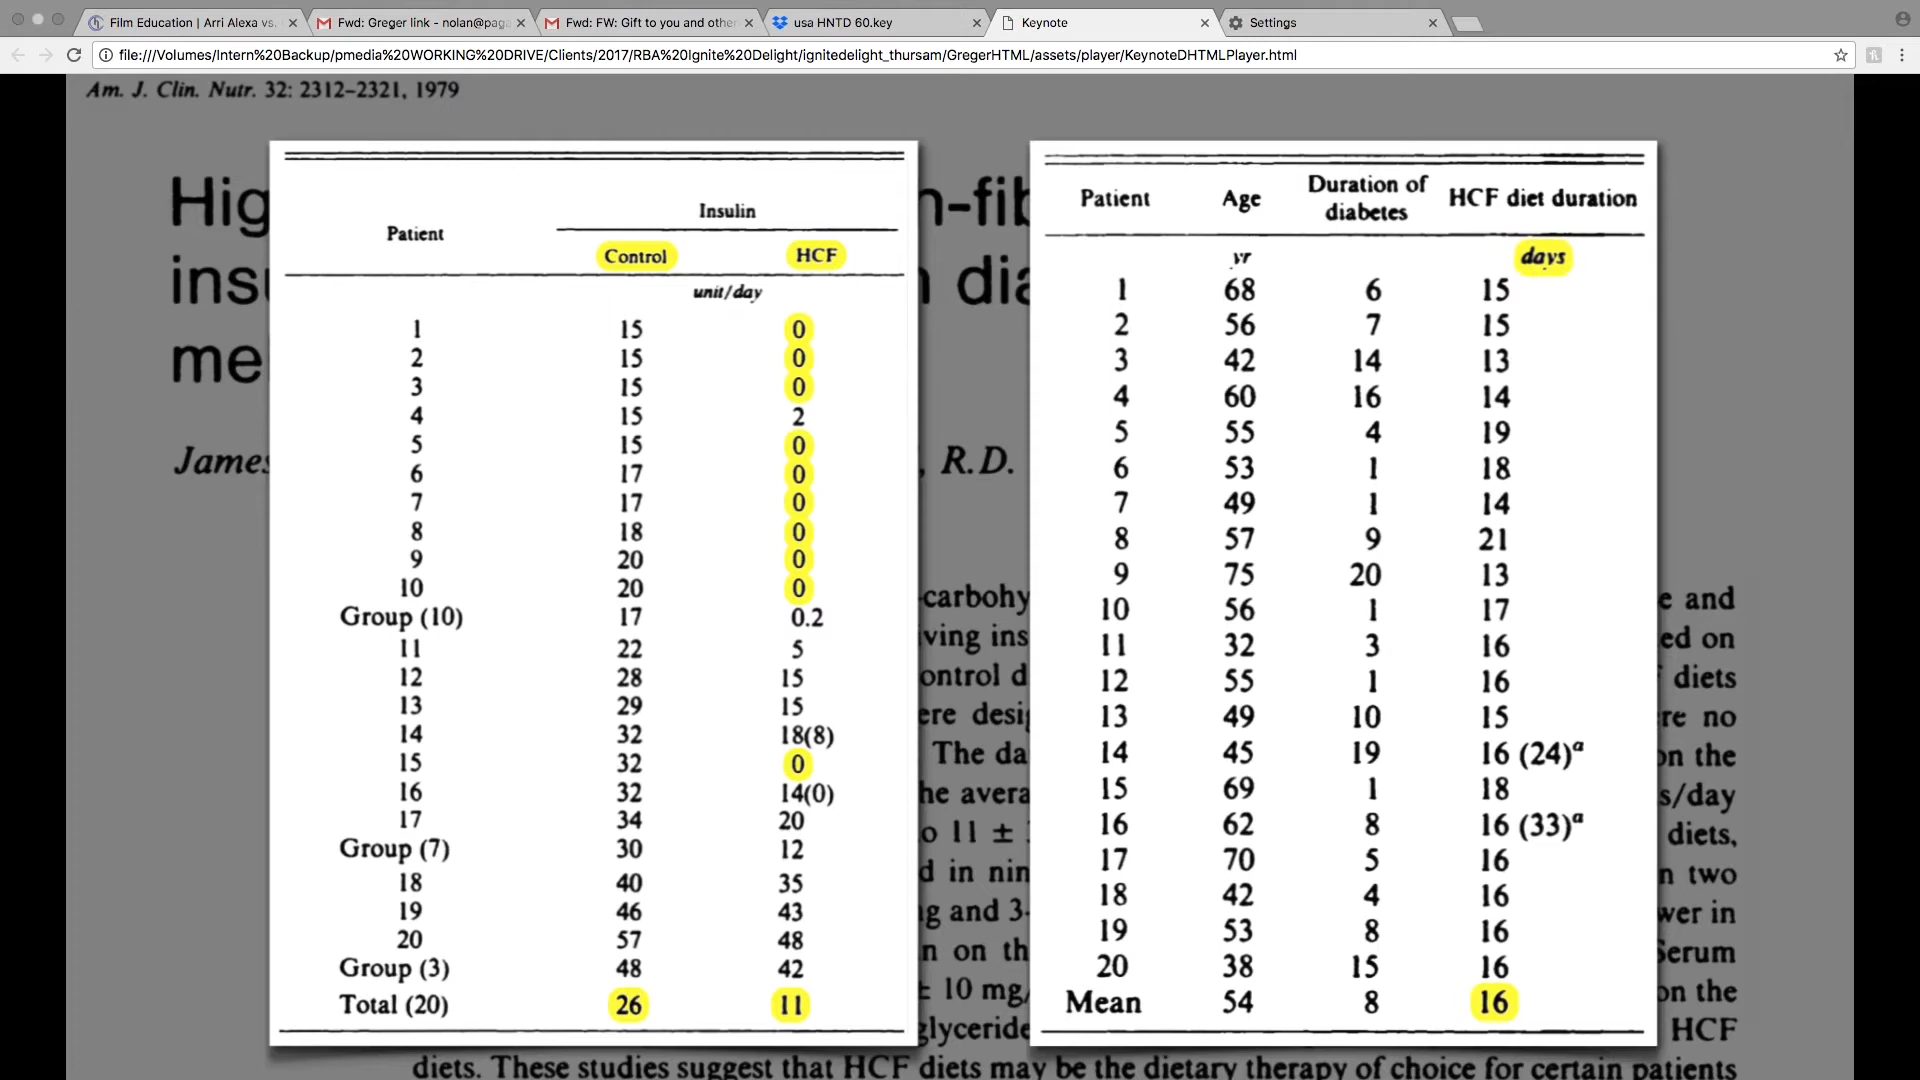 Film Education | Arri Alexa vs.
Fwd: Greger link - nolan@paga
Fwd: FW: Gift to you and other
usa HNTD 60.key
Keynote
Settings
file:///Volumes/Intern%20Backup/pmedia%20WORKING%20DRIVE/Clients/2017/RBA%20Ignite%20Delight/ignitedelight_thursam/GregerHTML/assets/player/KeynoteDHTMLPlayer.html
Am. J. Clin. Nutr. 32: 2312–2321, 1979
Hig
n-fib
ins
n dia
me
James
, R.D.
Patient
Insulin
Control HCF
unit/day
1 15 0
2 15 0
3 15 0
4 15 2
5 15 0
6 17 0
7 17 0
8 18 0
9 20 0
10 20 0
Group (10) 17 0.2
11 22 5
12 28 15
13 29 15
14 32 18(8)
15 32 0
16 32 14(0)
17 34 20
Group (7) 30 12
18 40 35
19 46 43
20 57 48
Group (3) 48 42
Total (20) 26 11
Patient Age Duration of diabetes HCF diet duration
yr days
1 68 6 15
2 56 7 15
3 42 14 13
4 60 16 14
5 55 4 19
6 53 1 18
7 49 1 14
8 57 9 21
9 75 20 13
10 56 1 17
11 32 3 16
12 55 1 16
13 49 10 15
14 45 19 16 (24)a
15 69 1 18
16 62 8 16 (33)a
17 70 5 16
18 42 4 16
19 53 8 16
20 38 15 16
Mean 54 8 16
-carbohy
e and
iving ins
ed on
ontrol d
diets
ere desig
re no
The da
on the
he avera
s/day
o 11 ±
diets,
d in nin
n two
ng and 3-
wer in
n on th
Serum
± 10 mg/
on the
glyceride
HCF
diets. These studies suggest that HCF diets may be the dietary therapy of choice for certain patients